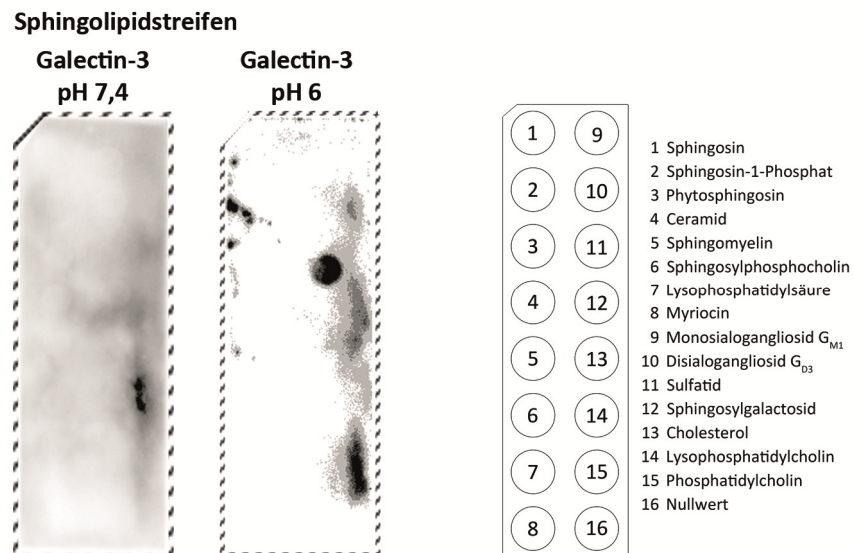 Sphingolipidstreifen
Galectin-3
pH 7,4
Galectin-3
pH 6
1 9
2 10
3 11
4 12
5 13
6 14
7 15
8 16
1 Sphingosin
2 Sphingosin-1-Phosphat
3 Phytosphingosin
4 Ceramid
5 Sphingomyelin
6 Sphingosylphosphocholin
7 Lysophosphatidylsäure
8 Myriocin
9 Monosialogangliosid GM1
10 Disialogangliosid GD3
11 Sulfatid
12 Sphingosylgalactosid
13 Cholesterol
14 Lysophosphatidylcholin
15 Phosphatidylcholin
16 Nullwert